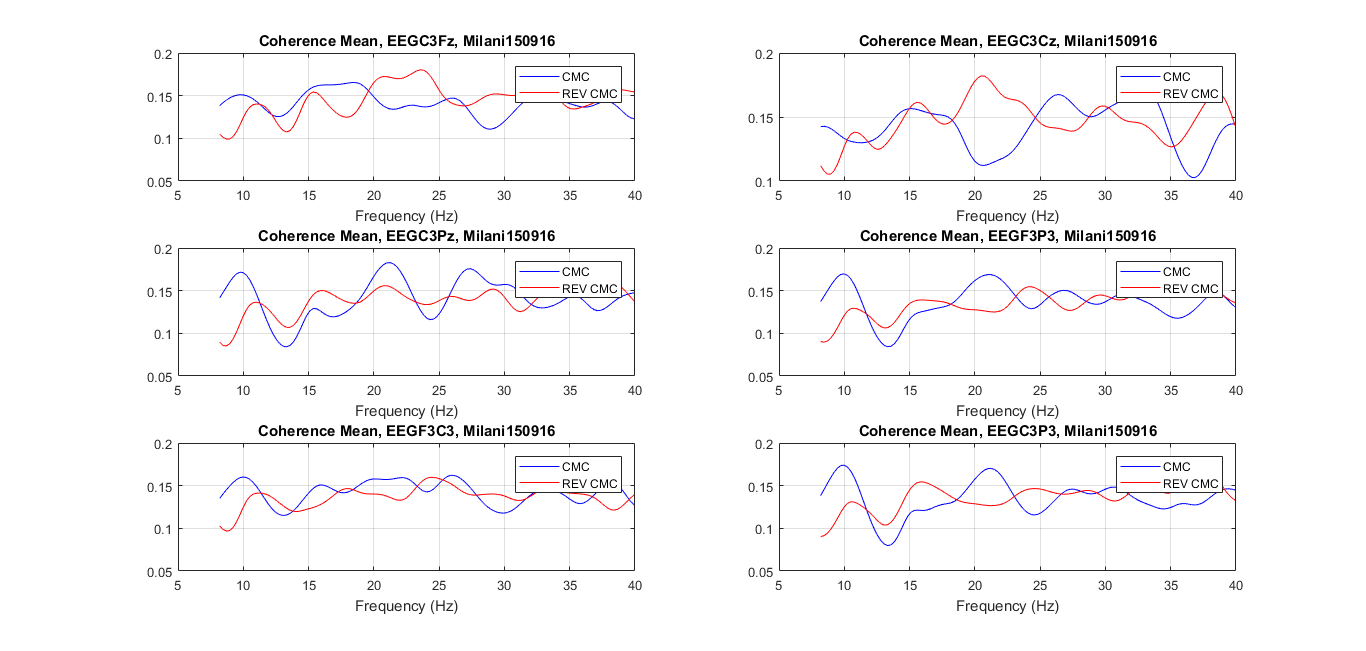 Coherence Mean, EEGC3Fz, Milani150916
0.2
0.15
0.1
0.05
CMC
REV CMC
5 10 15 20 25 30 35 40
Frequency (Hz)
Coherence Mean, EEGC3Cz, Milani150916
0.2
0.15
0.1
CMC
REV CMC
5 10 15 20 25 30 35 40
Frequency (Hz)
Coherence Mean, EEGC3Pz, Milani150916
0.2
0.15
0.1
0.05
CMC
REV CMC
5 10 15 20 25 30 35 40
Frequency (Hz)
Coherence Mean, EEGF3P3, Milani150916
0.2
0.15
0.1
0.05
CMC
REV CMC
5 10 15 20 25 30 35 40
Frequency (Hz)
Coherence Mean, EEGF3C3, Milani150916
0.2
0.15
0.1
0.05
CMC
REV CMC
5 10 15 20 25 30 35 40
Frequency (Hz)
Coherence Mean, EEGC3P3, Milani150916
0.2
0.15
0.1
0.05
CMC
REV CMC
5 10 15 20 25 30 35 40
Frequency (Hz)